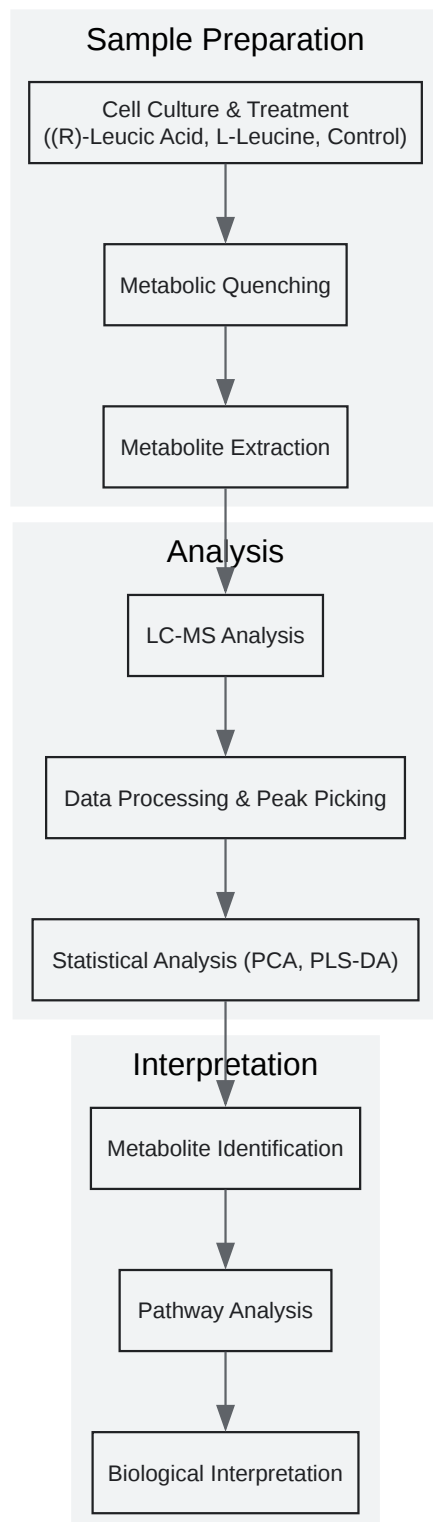 Sample Preparation
Cell Culture & Treatment
((R)-Leucic Acid, L-Leucine, Control)
Metabolic Quenching
Metabolite Extraction
Analysis
LC-MS Analysis
Data Processing & Peak Picking
Statistical Analysis (PCA, PLS-DA)
Interpretation
Metabolite Identification
Pathway Analysis
Biological Interpretation